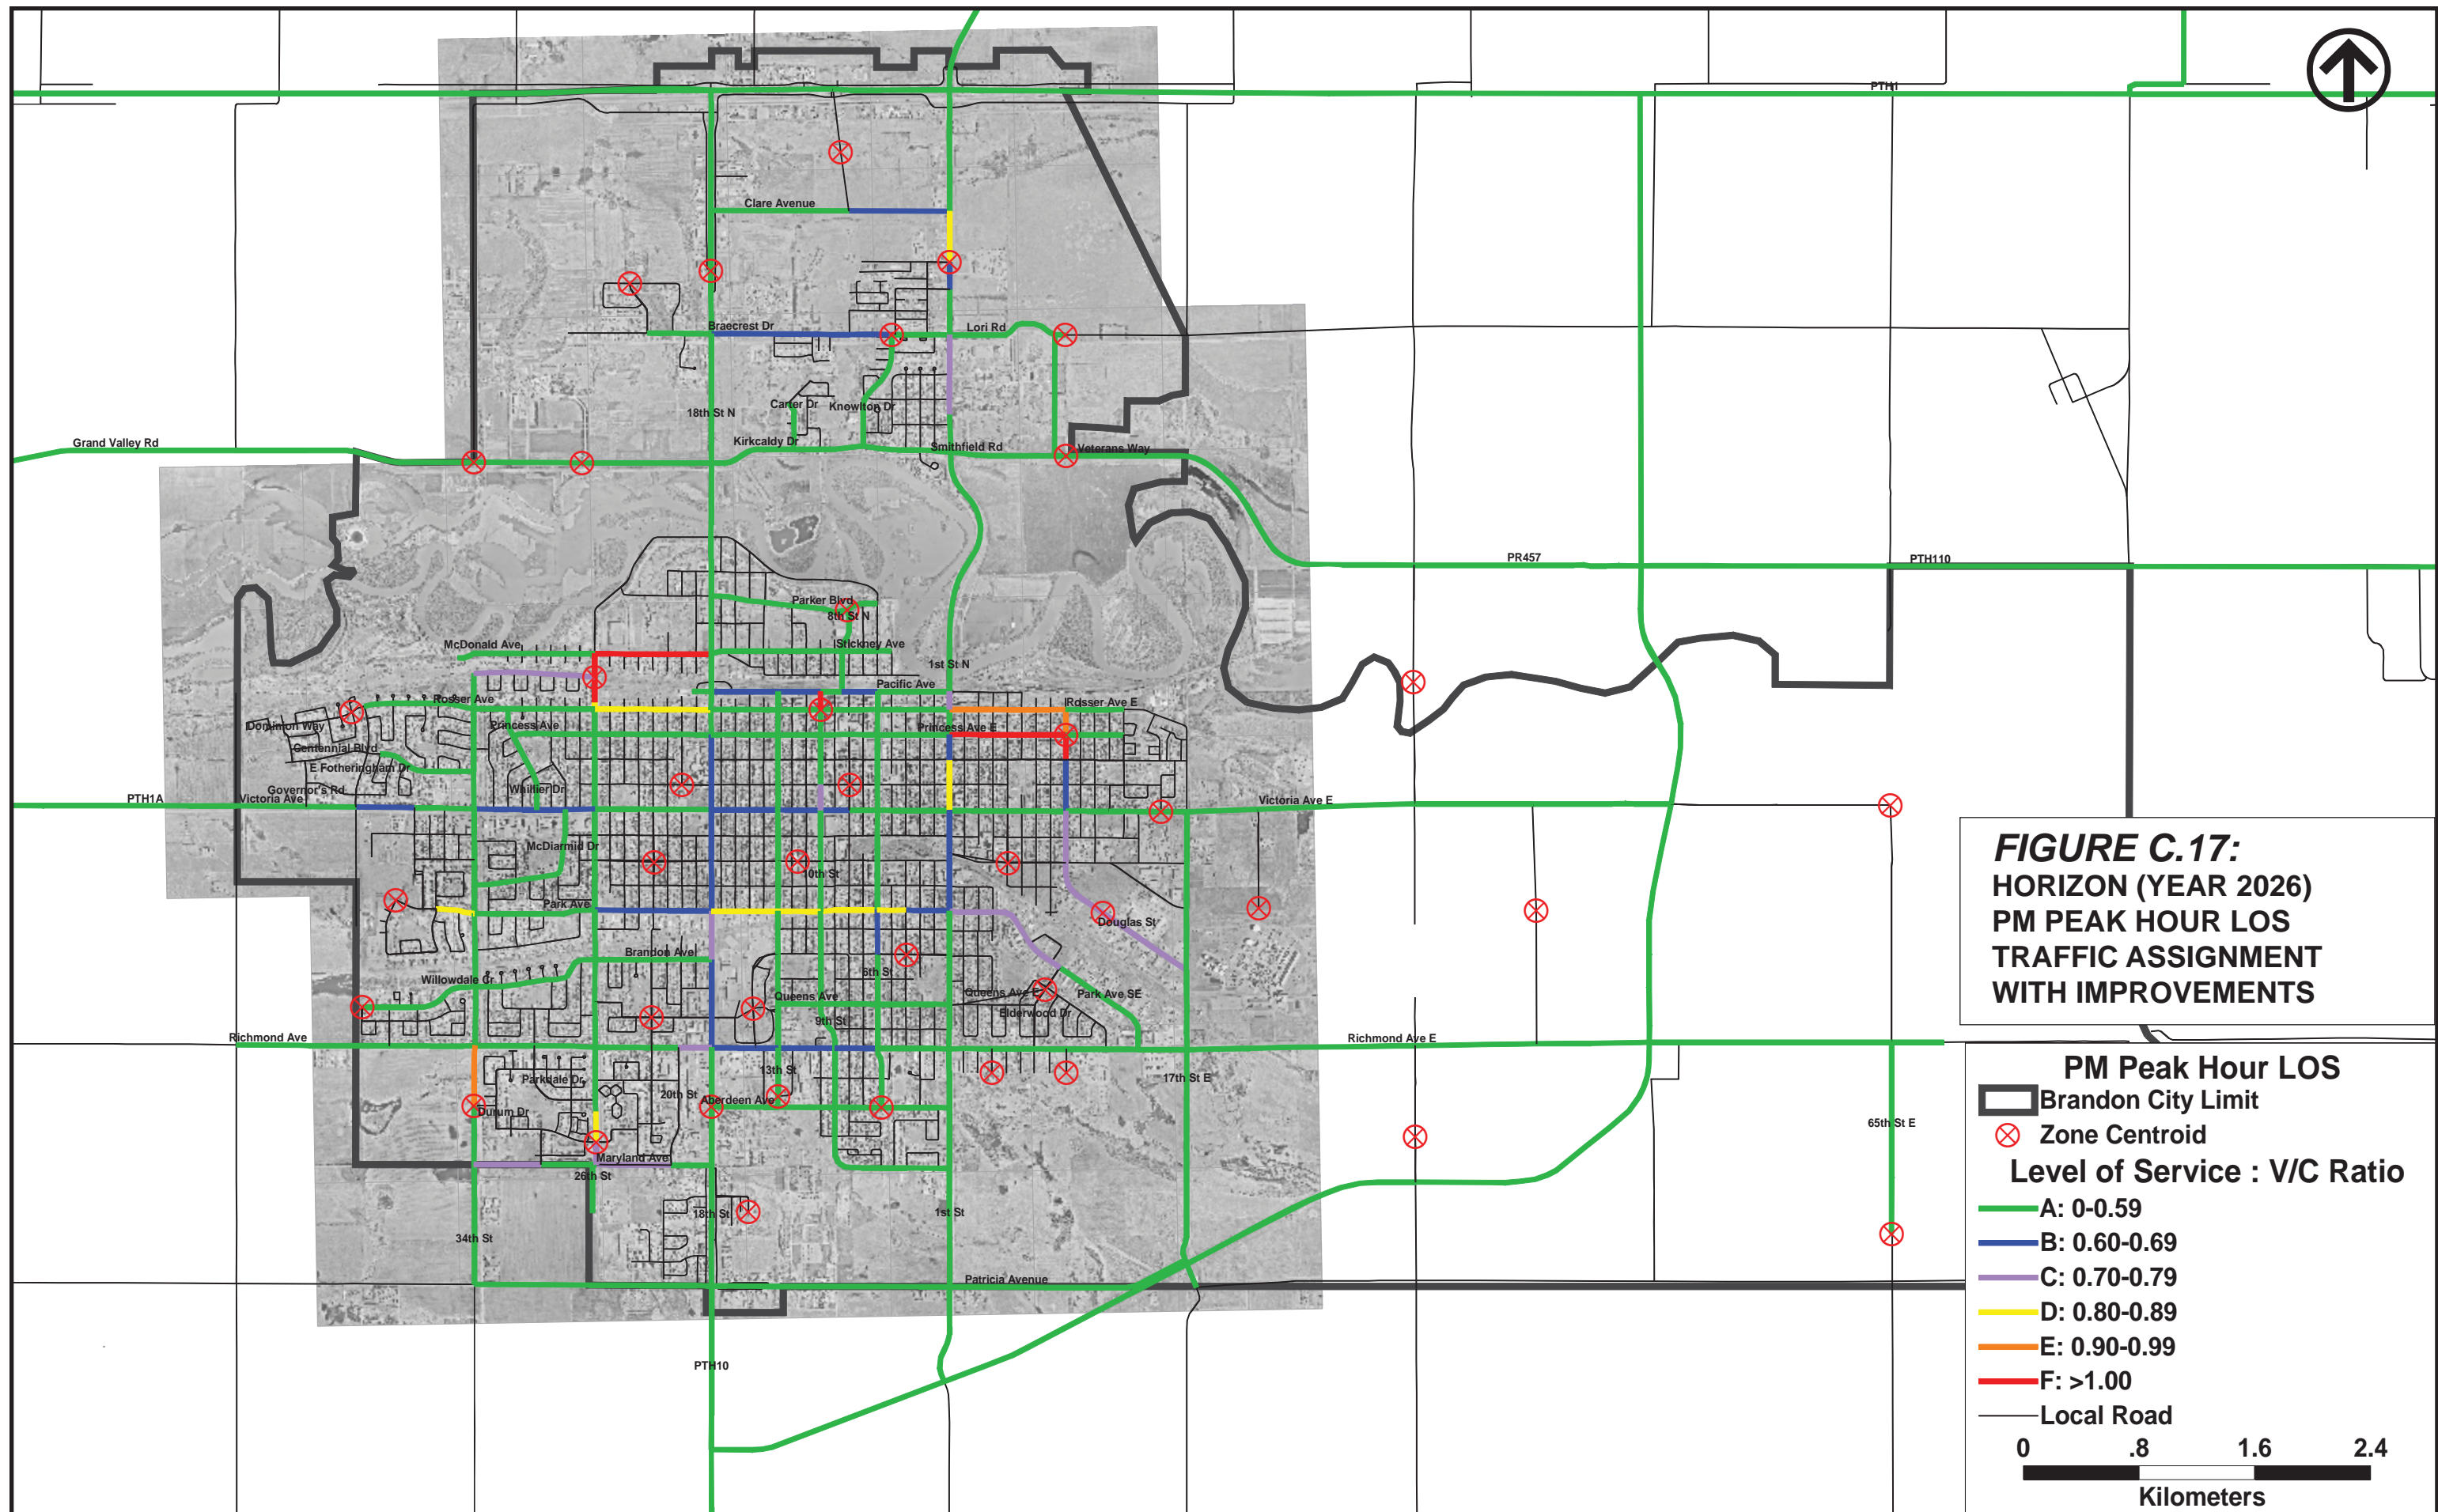 PTH1
Clare Avenue
Braecrest Dr
Lori Rd
18th St N
Carter Dr
Knowlton Dr
Grand Valley Rd
Kirkcaldy Dr
Smithfield Rd
Veterans Way
PR457
PTH110
Parker Blvd
8th St N
McDonald Ave
Stickney Ave
1st St N
Pacific Ave
Rosser Ave
Rosser Ave E
Dominion Way
Princess Ave
Princess Ave E
Centennial Blvd
E Fotheringham Dr
Governor's Rd
Whillier Dr
PTH1A
Victoria Ave
Victoria Ave E
McDiarmid Dr
10th St
Park Ave
Douglas St
Brandon Ave
6th St
Willowdale Cr
Queens Ave
Queens Ave E
Park Ave SE
9th St
Elderwood Dr
Richmond Ave
Richmond Ave E
13th St
Parkdale Dr
17th St E
20th St
Aberdeen Ave
Durum Dr
65th St E
Maryland Ave
26th St
18th St
1st St
34th St
Patricia Avenue
PTH10
FIGURE C.17:
HORIZON (YEAR 2026)
PM PEAK HOUR LOS
TRAFFIC ASSIGNMENT
WITH IMPROVEMENTS
PM Peak Hour LOS
Brandon City Limit
Zone Centroid
Level of Service : V/C Ratio
A: 0-0.59
B: 0.60-0.69
C: 0.70-0.79
D: 0.80-0.89
E: 0.90-0.99
F: >1.00
Local Road
0 .8 1.6 2.4
Kilometers